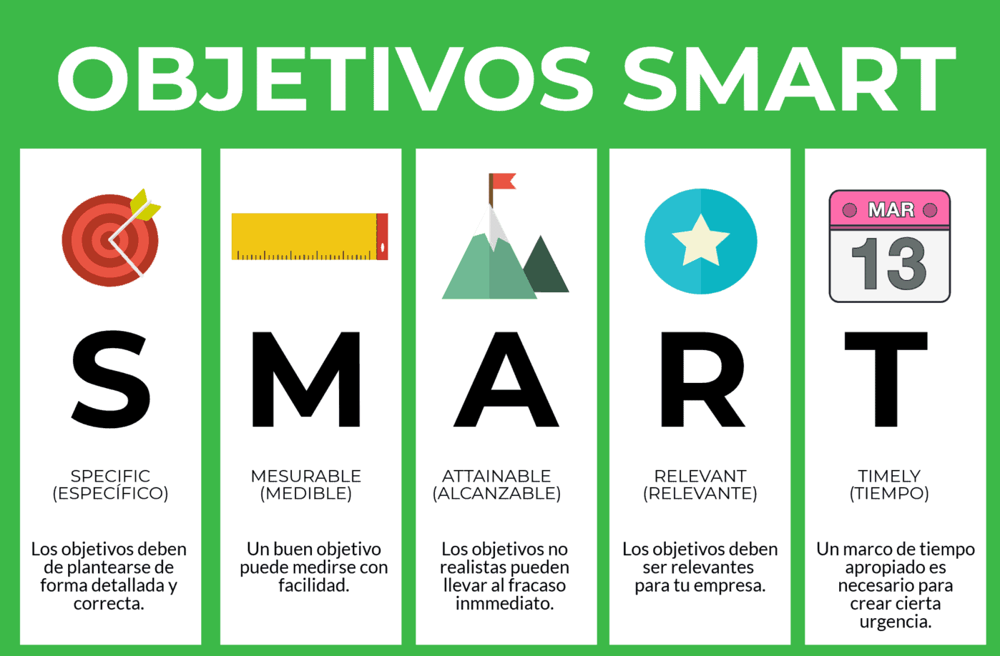 OBJETIVOS SMART
S
SPECIFIC
(ESPECÍFICO)
Los objetivos deben
de plantearse de
forma detallada y
correcta.
M
MESURABLE
(MEDIBLE)
Un buen objetivo
puede medirse con
facilidad.
A
ATTAINABLE
(ALCANZABLE)
Los objetivos no
realistas pueden
llevar al fracaso
inmmediato.
R
RELEVANT
(RELEVANTE)
Los objetivos deben
ser relevantes
para tu empresa.
MAR
13
T
TIMELY
(TIEMPO)
Un marco de tiempo
apropiado es
necesario para
crear cierta
urgencia.